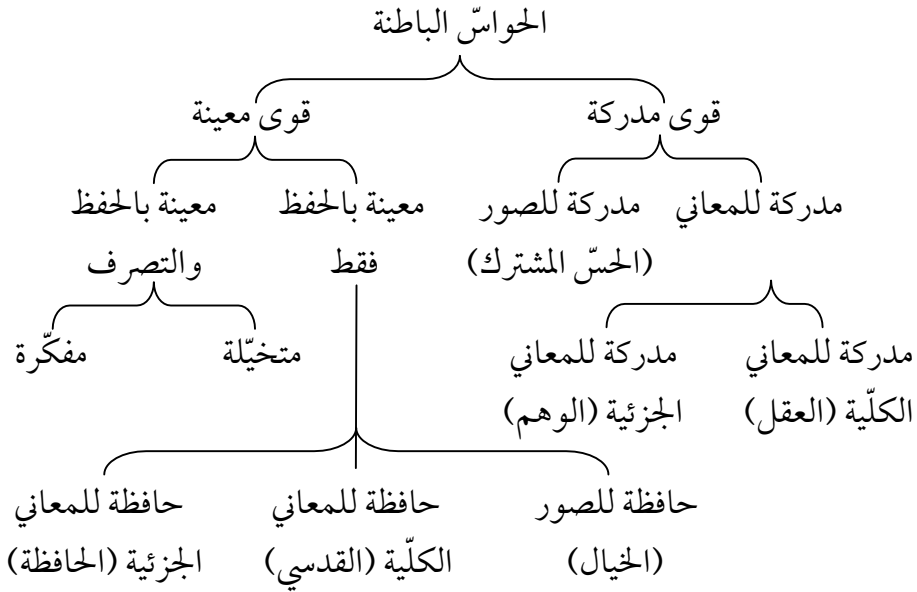 الحواسّ الباطنة
قوى مدركة
قوى معينة
مدركة للمعاني
مدركة للصور
(الحسّ المشترك)
معينة بالحفظ
فقط
معينة بالحفظ
والتصرف
مدركة للمعاني
الكلّية (العقل)
مدركة للمعاني
الجزئية (الوهم)
متخيّلة
مفكّرة
حافظة للصور
(الخيال)
حافظة للمعاني
الكلّية (القدسي)
حافظة للمعاني
الجزئية (الحافظة)